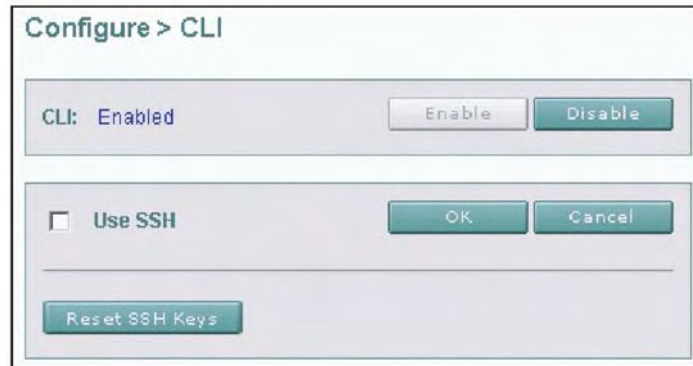 Configure > CLI
CLI: Enabled Enable Disable
Use SSH OK Cancel
Reset SSH Keys